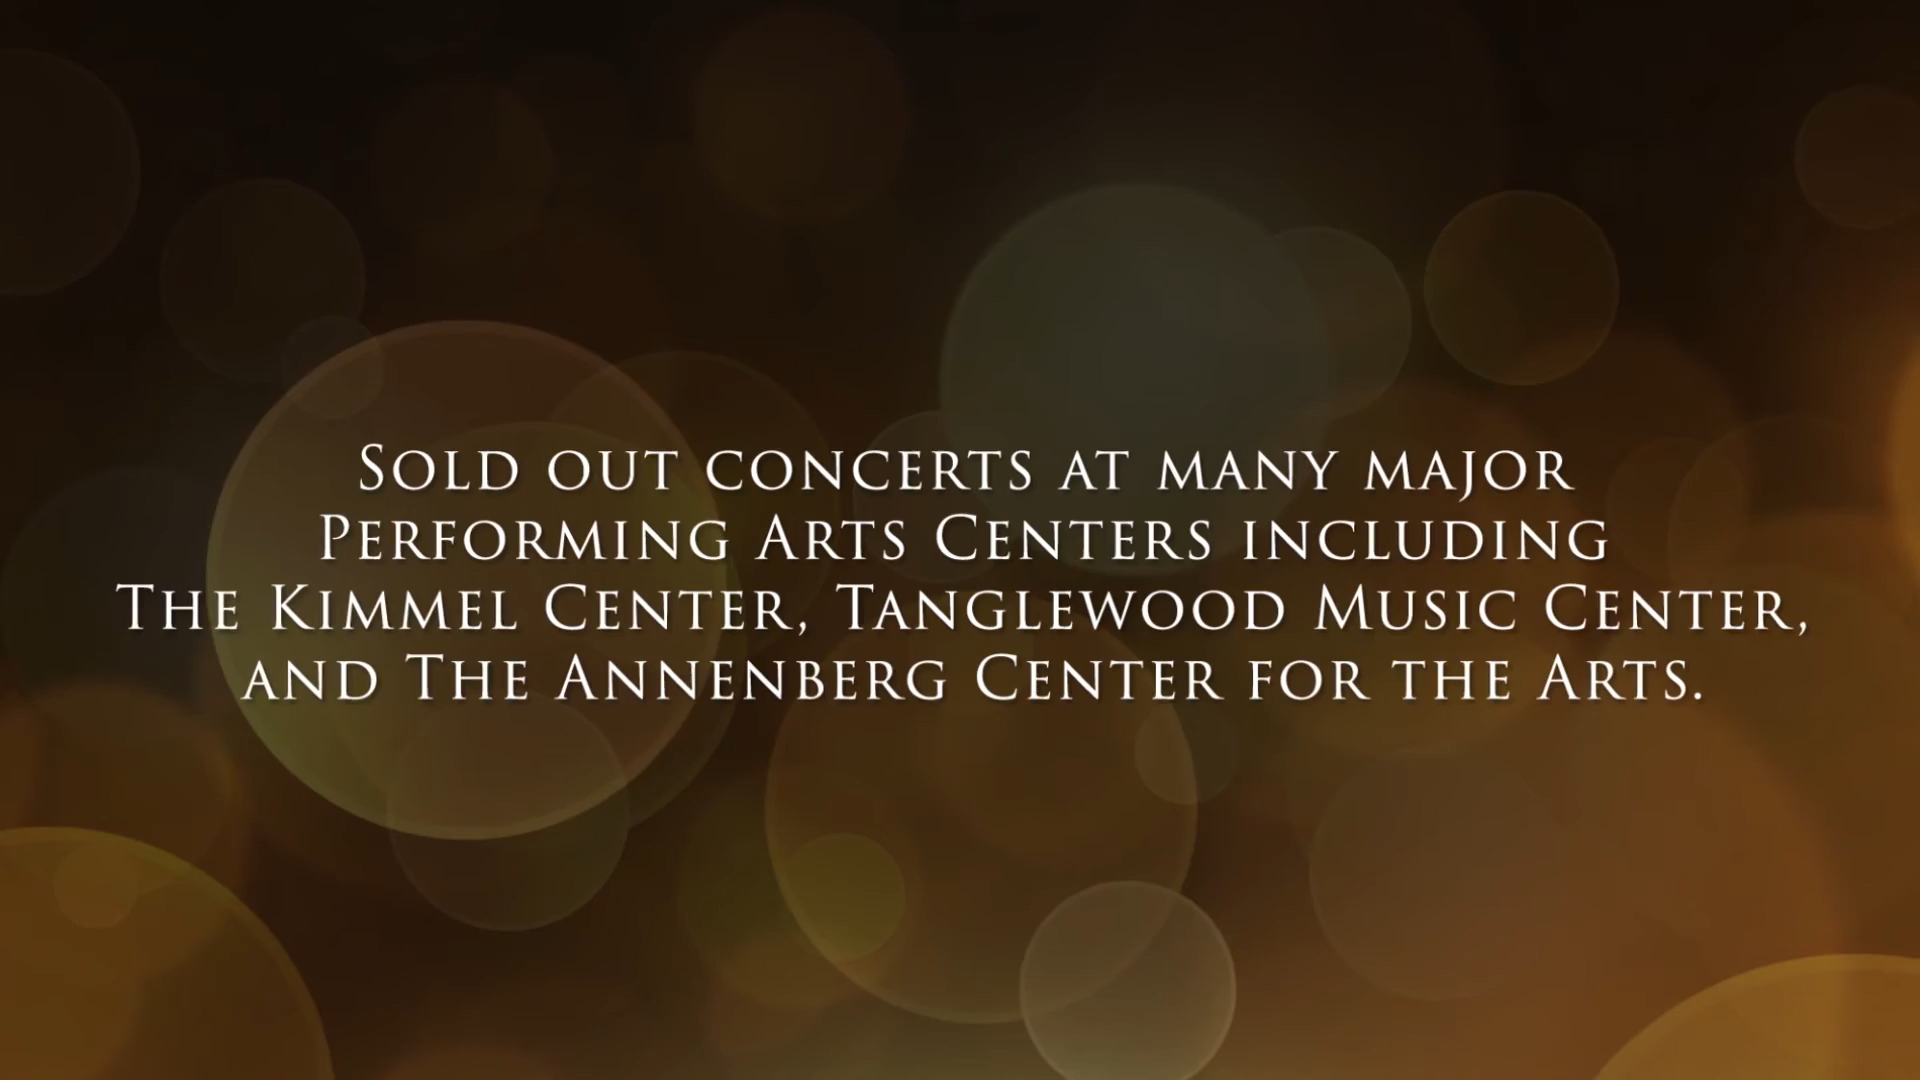 Sold out concerts at many major
Performing Arts Centers including
The Kimmel Center, Tanglewood Music Center,
and The Annenberg Center for the Arts.